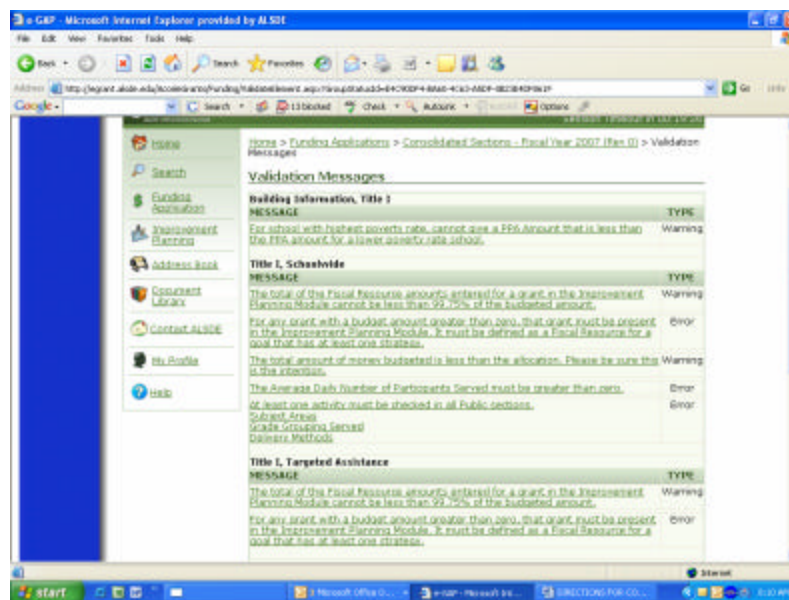 e-GAP - Microsoft Internet Explorer provided by ALSDE
File Edit View Favorites Tools Help
Back Search Favorites
Address Go Links
Google Search 13 blocked Check AutoLink Options
Session Timeout in
Home
Search
Funding
Application
Improvement
Planning
Address Book
Document
Library
Contact ALSDE
My Profile
Help
Home > Funding Applications > Consolidated Sections - Fiscal Year 2007 (Rev 0) > Validation
Messages
Validation Messages
Building Information, Title I
MESSAGE TYPE
For school with highest poverty rate, cannot give a PPA Amount that is less than Warning
the PPA amount for a lower poverty rate school.
Title I, Schoolwide
MESSAGE TYPE
The total of the Fiscal Resource amounts entered for a grant in the Improvement Warning
Planning Module cannot be less than 99.75% of the budgeted amount.
For any grant with a budget amount greater than zero, that grant must be present Error
in the Improvement Planning Module. It must be defined as a Fiscal Resource for a
goal that has at least one strategy.
The total amount of money budgeted is less than the allocation. Please be sure this Warning
is the intention.
The Average Daily Number of Participants Served must be greater than zero. Error
At least one activity must be checked in all Public sections. Error
Subject Areas
Grade Grouping Served
Delivery Methods
Title I, Targeted Assistance
MESSAGE TYPE
The total of the Fiscal Resource amounts entered for a grant in the Improvement Warning
Planning Module cannot be less than 99.75% of the budgeted amount.
For any grant with a budget amount greater than zero, that grant must be present Error
in the Improvement Planning Module. It must be defined as a Fiscal Resource for a
goal that has at least one strategy.
Internet
start 3 Microsoft Office O... e-GAP - Microsoft Int... DIRECTIONS FOR CO... 8:10 AM